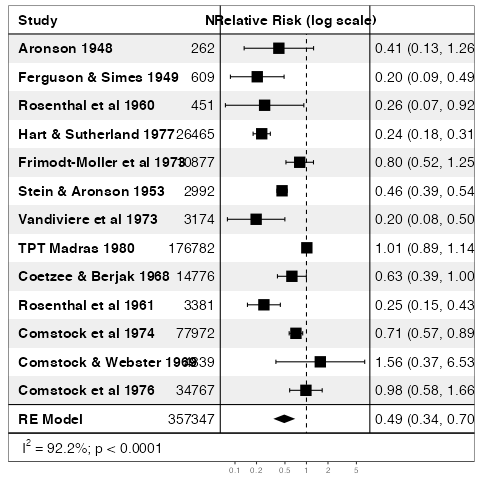 Study NRelative Risk (log scale)
Aronson 1948 262 0.41 (0.13, 1.26
Ferguson & Simes 1949 609 0.20 (0.09, 0.49
Rosenthal et al 1960 451 0.26 (0.07, 0.92
Hart & Sutherland 1977 26465 0.24 (0.18, 0.31
Frimodt-Moller et al 1973 10877 0.80 (0.52, 1.25
Stein & Aronson 1953 2992 0.46 (0.39, 0.54
Vandiviere et al 1973 3174 0.20 (0.08, 0.50
TPT Madras 1980 176782 1.01 (0.89, 1.14
Coetzee & Berjak 1968 14776 0.63 (0.39, 1.00
Rosenthal et al 1961 3381 0.25 (0.15, 0.43
Comstock et al 1974 77972 0.71 (0.57, 0.89
Comstock & Webster 1969 4839 1.56 (0.37, 6.53
Comstock et al 1976 34767 0.98 (0.58, 1.66
RE Model 357347 0.49 (0.34, 0.70
I² = 92.2%; p < 0.0001
0.1 0.2 0.5 1 2 5